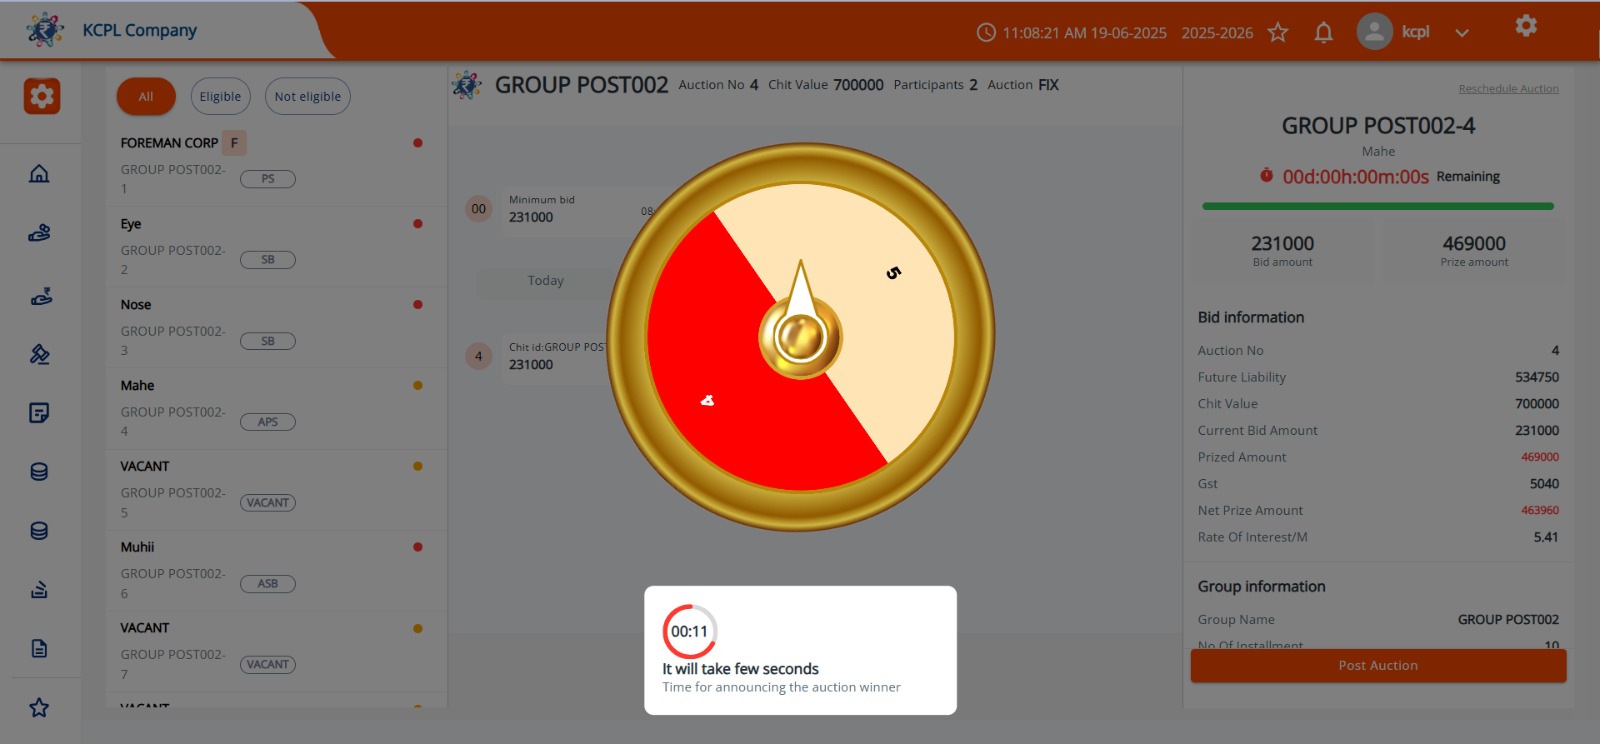 KCPL Company
11:08:21 AM 19-06-2025 2025-2026
kcpl
All
Eligible
Not eligible
FOREMAN CORP F
GROUP POST002-
1
PS
Eye
GROUP POST002-
2
SB
Nose
GROUP POST002-
3
SB
Mahe
GROUP POST002-
4
APS
VACANT
GROUP POST002-
5
VACANT
Muhii
GROUP POST002-
6
ASB
VACANT
GROUP POST002-
7
VACANT
VACANT
GROUP POST002 Auction No 4 Chit Value 700000 Participants 2 Auction FIX
00
Minimum bid
231000
08:
Today
4
Chit id:GROUP POST
231000
5
4
00:11
It will take few seconds
Time for announcing the auction winner
Reschedule Auction
GROUP POST002-4
Mahe
00d:00h:00m:00s Remaining
231000
Bid amount
469000
Prize amount
Bid information
Auction No 4
Future Liability 534750
Chit Value 700000
Current Bid Amount 231000
Prized Amount 469000
Gst 5040
Net Prize Amount 463960
Rate Of Interest/M 5.41
Group information
Group Name GROUP POST002
No Of Installment 10
Post Auction